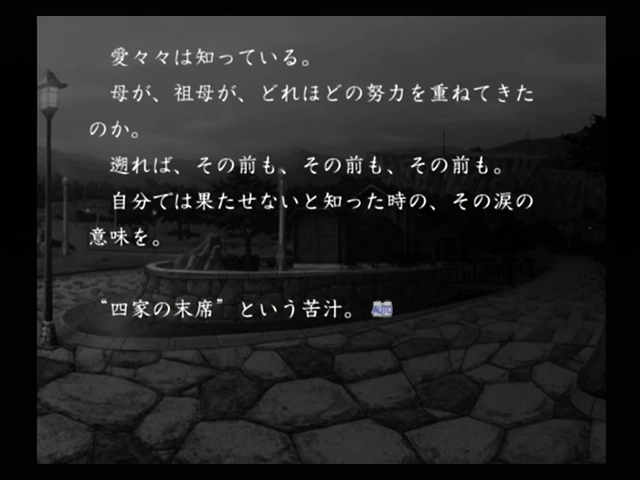 愛々々は知っている。
母が、祖母が、どれほどの努力を重ねてきた
のか。
遡れば、その前も、その前も、その前も。
自分では果たせないと知った時の、その涙の
意味を。
“四家の末席”という苦汁。 AUTO